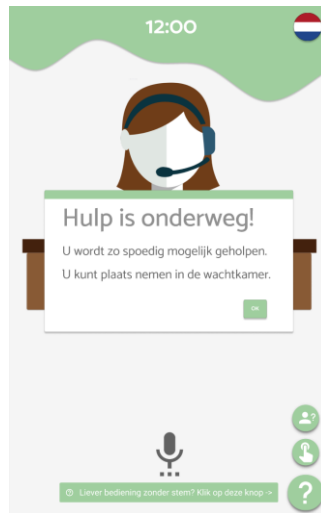 12:00
Hulp is onderweg!
U wordt zo spoedig mogelijk geholpen.
U kunt plaats nemen in de wachtkamer.
OK
?
Liever bediening zonder stem? Klik op deze knop ->
?